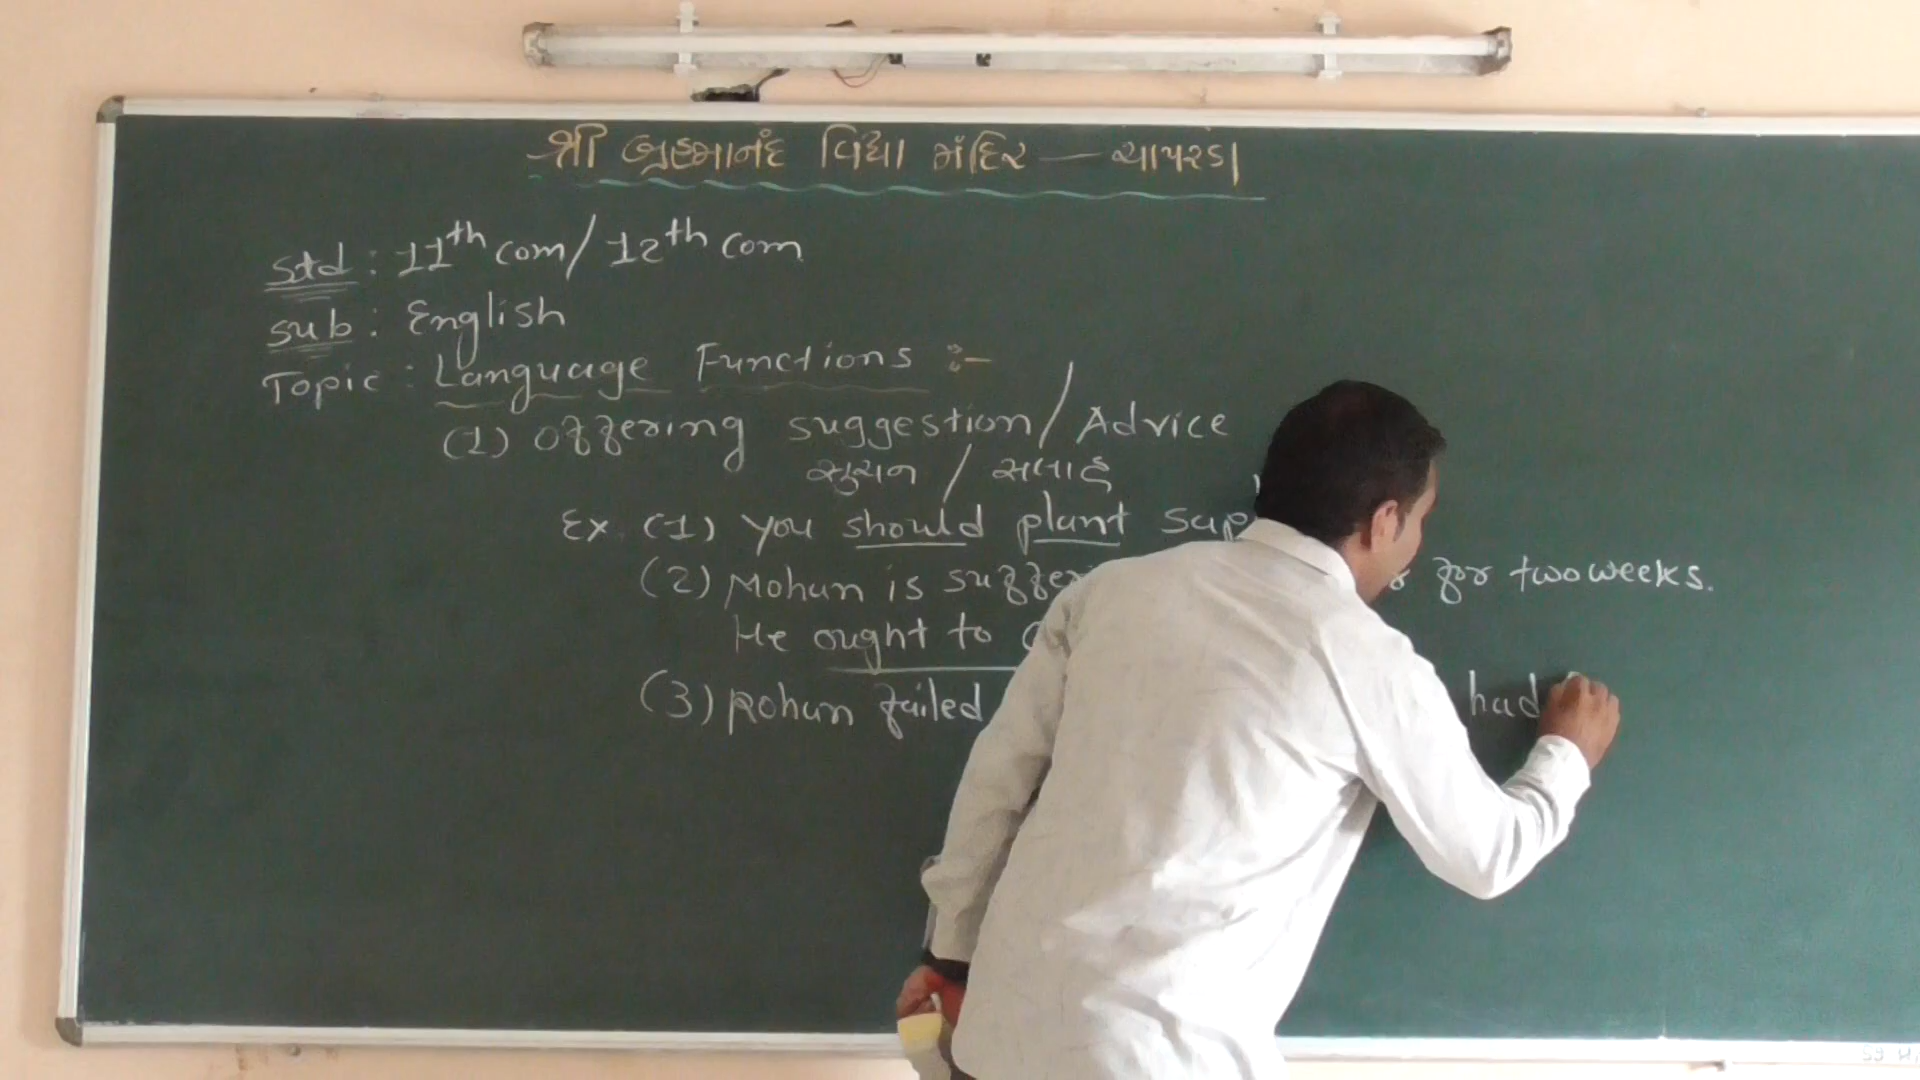 શ્રી બ્રહ્માનંદ વિદ્યા મંદિર — ચાપરડા
Std : 11th com / 12th com
Sub : English
Topic : Language Functions :-
(1) Offering suggestion / Advice
સુચન / સલાહ
Ex. (1) You should plant
(2) Mohan is for two weeks.
He ought to
(3) Rohan failed had